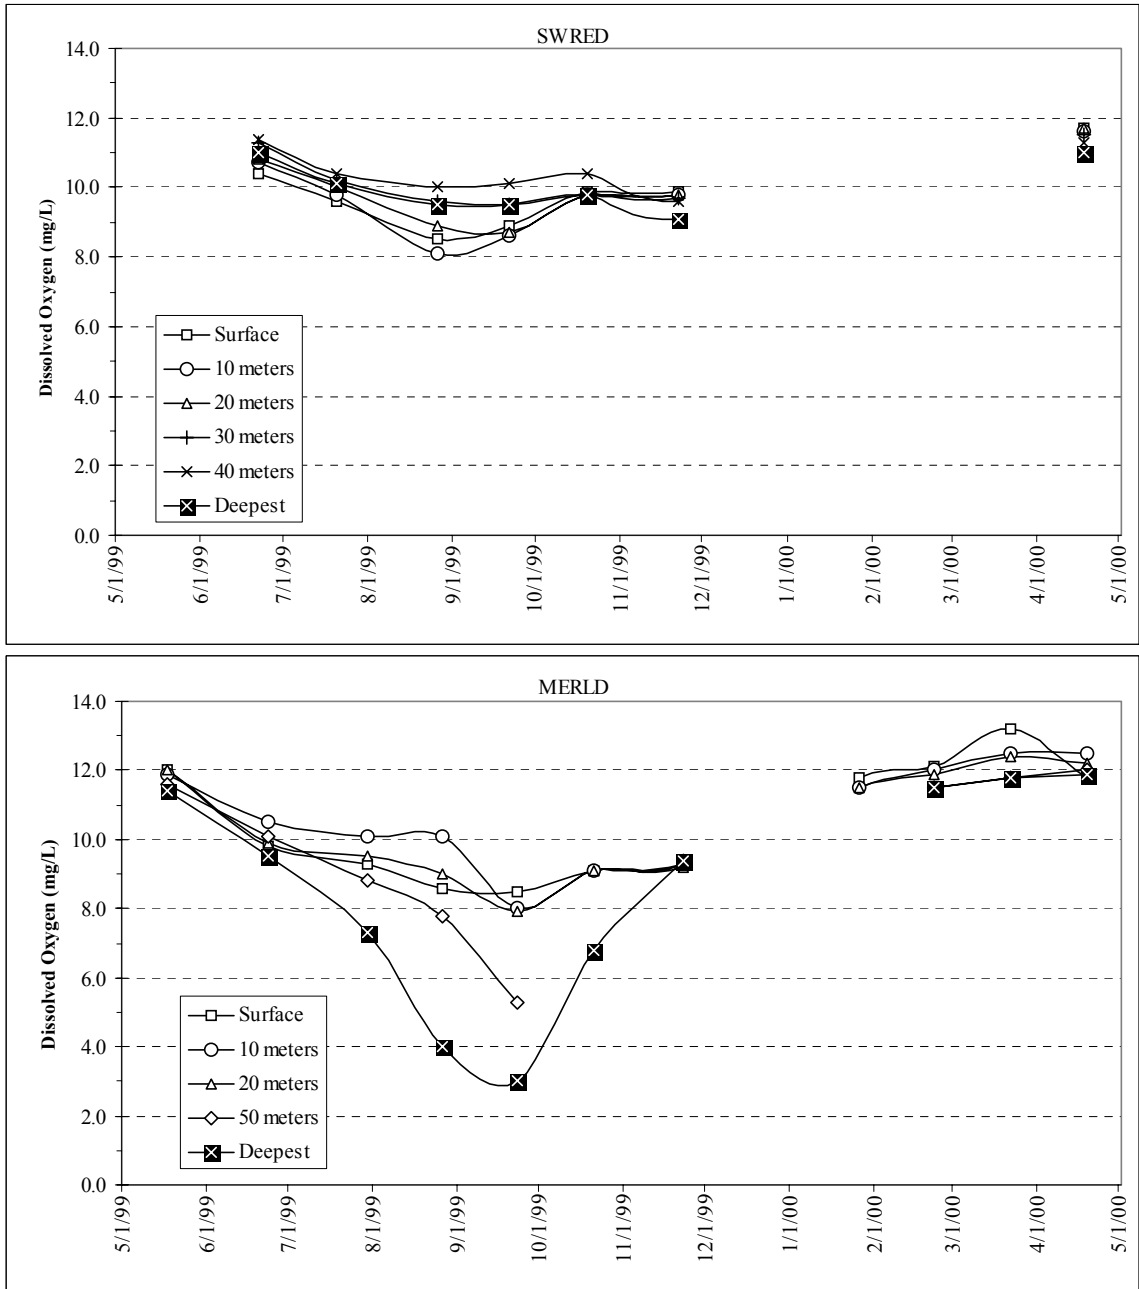 SWRED
14.0
12.0
10.0
8.0
6.0
4.0
2.0
0.0
Dissolved Oxygen (mg/L)
Surface
10 meters
20 meters
30 meters
40 meters
Deepest
5/1/99
6/1/99
7/1/99
8/1/99
9/1/99
10/1/99
11/1/99
12/1/99
1/1/00
2/1/00
3/1/00
4/1/00
5/1/00
MERLD
14.0
12.0
10.0
8.0
6.0
4.0
2.0
0.0
Dissolved Oxygen (mg/L)
Surface
10 meters
20 meters
50 meters
Deepest
5/1/99
6/1/99
7/1/99
8/1/99
9/1/99
10/1/99
11/1/99
12/1/99
1/1/00
2/1/00
3/1/00
4/1/00
5/1/00